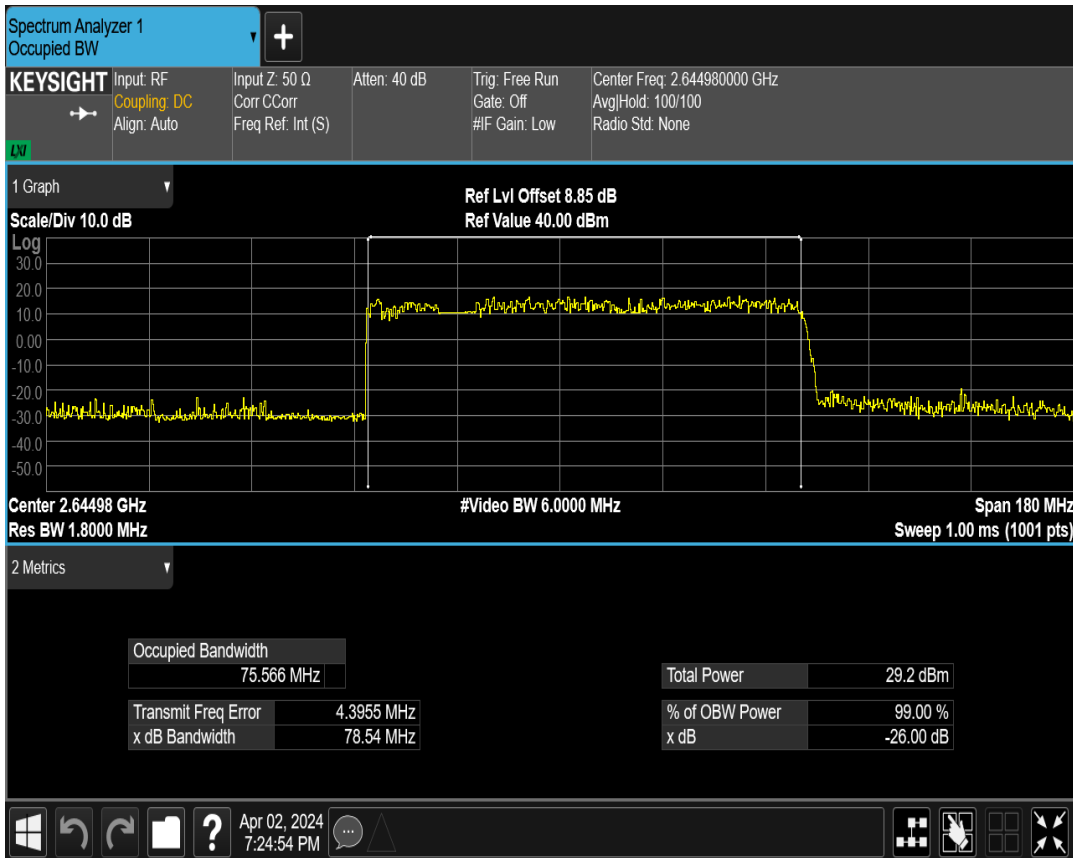 Spectrum Analyzer 1
Occupied BW
KEYSIGHT
LXI
Input: RF
Coupling: DC
Align: Auto
Input Z: 50 Ω
Corr CCorr
Freq Ref: Int (S)
Atten: 40 dB
Trig: Free Run
Gate: Off
#IF Gain: Low
Center Freq: 2.644980000 GHz
Avg|Hold: 100/100
Radio Std: None
1 Graph
Scale/Div 10.0 dB
Ref Lvl Offset 8.85 dB
Ref Value 40.00 dBm
Log
30.0
20.0
10.0
0.00
-10.0
-20.0
-30.0
-40.0
-50.0
Center 2.64498 GHz
#Video BW 6.0000 MHz
Span 180 MHz
Res BW 1.8000 MHz
Sweep 1.00 ms (1001 pts)
2 Metrics
Occupied Bandwidth
75.566 MHz
Total Power 29.2 dBm
Transmit Freq Error 4.3955 MHz
% of OBW Power 99.00 %
x dB Bandwidth 78.54 MHz
x dB -26.00 dB
?
Apr 02, 2024
7:24:54 PM